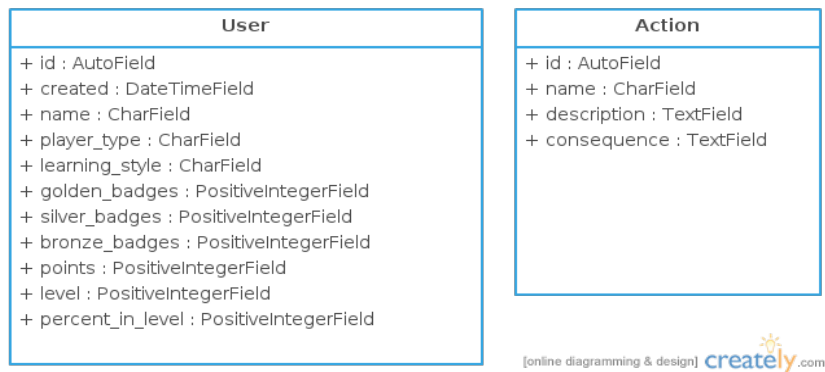 User
+ id : AutoField
+ created : DateTimeField
+ name : CharField
+ player_type : CharField
+ learning_style : CharField
+ golden_badges : PositiveIntegerField
+ silver_badges : PositiveIntegerField
+ bronze_badges : PositiveIntegerField
+ points : PositiveIntegerField
+ level : PositiveIntegerField
+ percent_in_level : PositiveIntegerField
Action
+ id : AutoField
+ name : CharField
+ description : TextField
+ consequence : TextField
[online diagramming & design] creately.com